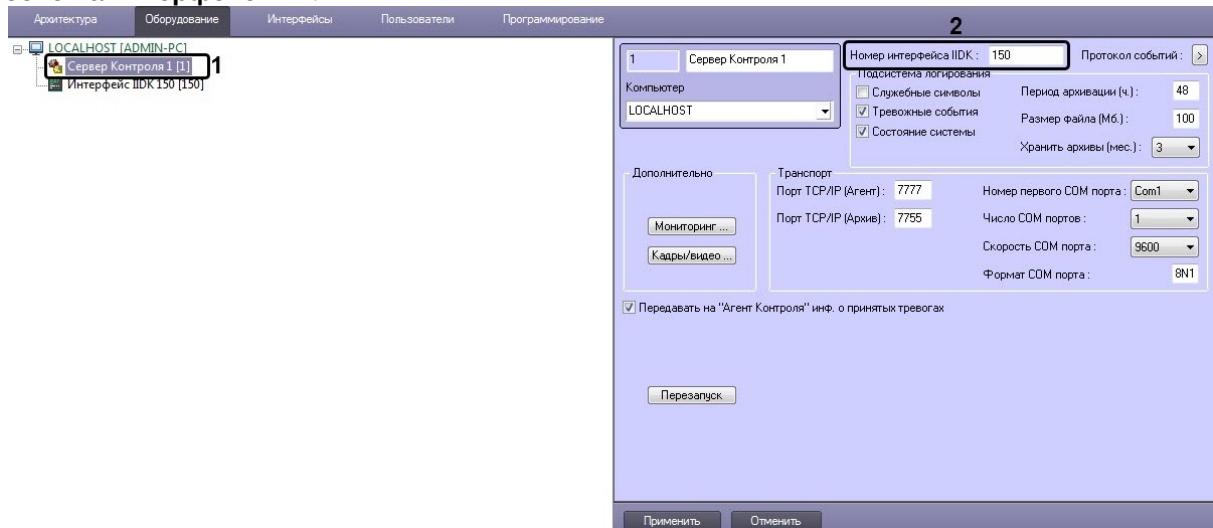 Архитектура Оборудование Интерфейсы Пользователи Программирование
2
LOCALHOST [ADMIN-PC]
Сервер Контроля 1 [1] 1
Интерфейс IIDK 150 [150]
1 Сервер Контроля 1
Номер интерфейса IIDK : 150 Протокол событий : >
Компьютер
LOCALHOST
Подсистема логирования
Служебные символы Период архивации (ч.) : 48
Тревожные события Размер файла (Мб.) : 100
Состояние системы
Хранить архивы (мес.) : 3
Дополнительно
Мониторинг ...
Кадры/видео ...
Транспорт
Порт TCP/IP (Агент) : 7777 Номер первого COM порта : Com1
Порт TCP/IP (Архив) : 7755 Число COM портов : 1
Скорость COM порта : 9600
Формат COM порта : 8N1
Передавать на "Агент Контроля" инф. о принятых тревогах
Перезапуск
Применить Отменить